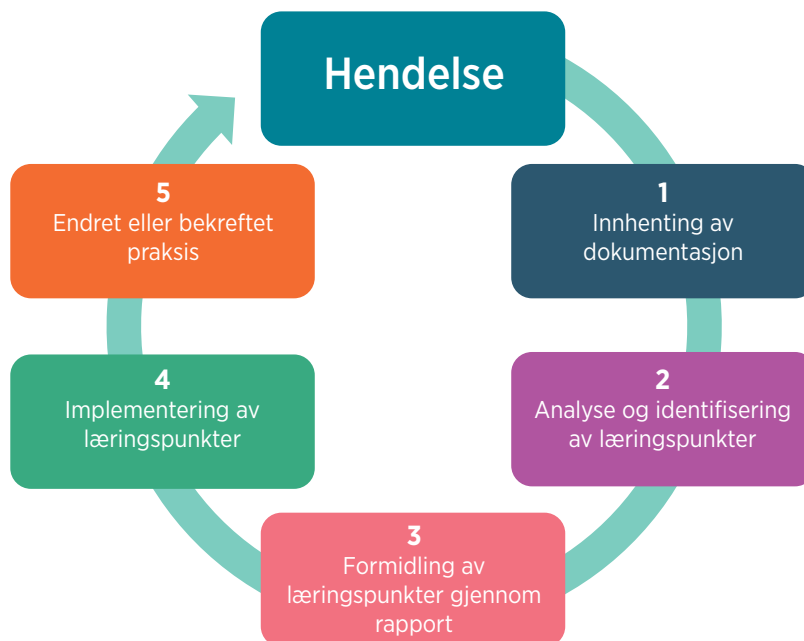 Hendelse
1
Innhenting av
dokumentasjon
2
Analyse og identifisering
av læringspunkter
3
Formidling av
læringspunkter gjennom
rapport
4
Implementering av
læringspunkter
5
Endret eller bekreftet
praksis